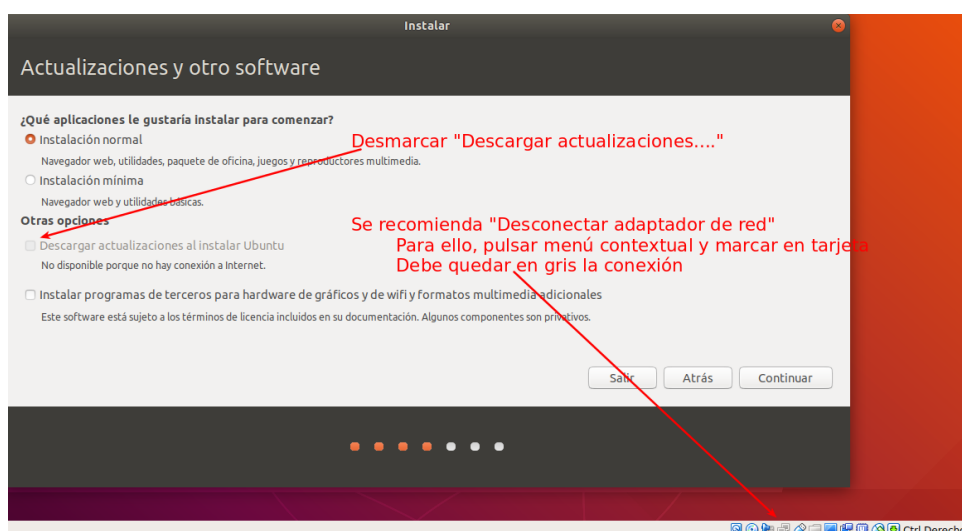 Instalar
Actualizaciones y otro software
¿Qué aplicaciones le gustaría instalar para comenzar?
Instalación normal
Desmarcar "Descargar actualizaciones...."
Navegador web, utilidades, paquete de oficina, juegos y reproductores multimedia.
Instalación mínima
Navegador web y utilidades básicas.
Otras opciones
Se recomienda "Desconectar adaptador de red"
Descargar actualizaciones al instalar Ubuntu
Para ello, pulsar menú contextual y marcar en tarjeta
No disponible porque no hay conexión a Internet.
Debe quedar en gris la conexión
Instalar programas de terceros para hardware de gráficos y de wifi y formatos multimedia adicionales
Este software está sujeto a los términos de licencia incluidos en su documentación. Algunos componentes son privativos.
Salir
Atrás
Continuar
Ctrl Derecho